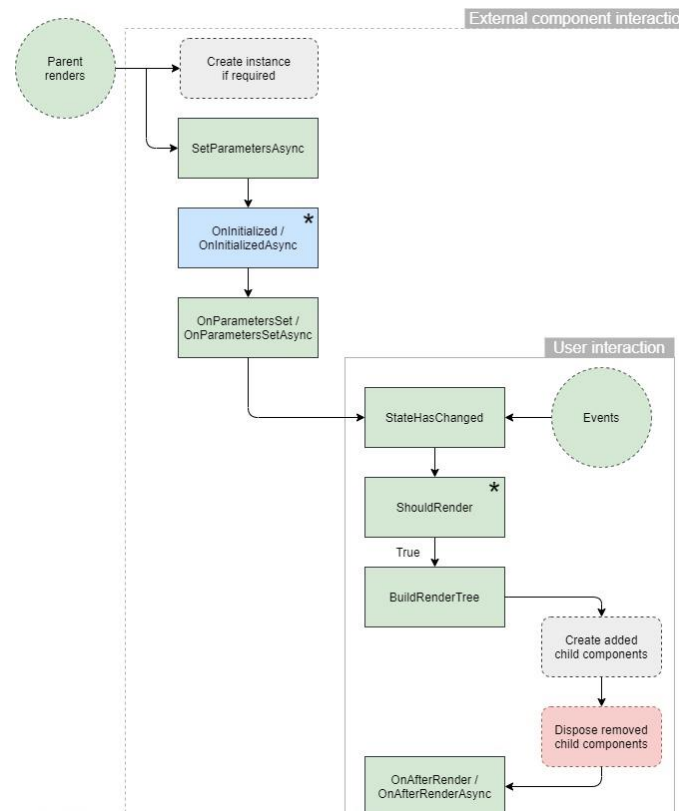 External component interactio
Parent
renders
Create instance
if required
SetParametersAsync
*
OnInitialized /
OnInitializedAsync
OnParametersSet /
OnParametersSetAsync
User interaction
StateHasChanged
Events
*
ShouldRender
True
BuildRenderTree
Create added
child components
Dispose removed
child components
OnAfterRender /
OnAfterRenderAsync